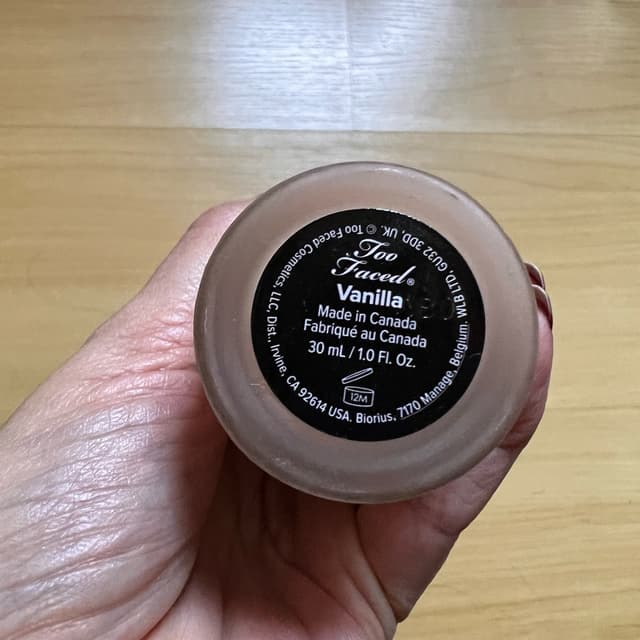 Too
Faced®
Vanilla
Made in Canada
Fabriqué au Canada
30 mL / 1.0 Fl. Oz.
12M
© Too Faced Cosmetics, LLC, Dist., Irvine, CA 92614 USA. Biorius, 7170 Manage, Belgium. WLB LTD, GU32 3DD, UK.